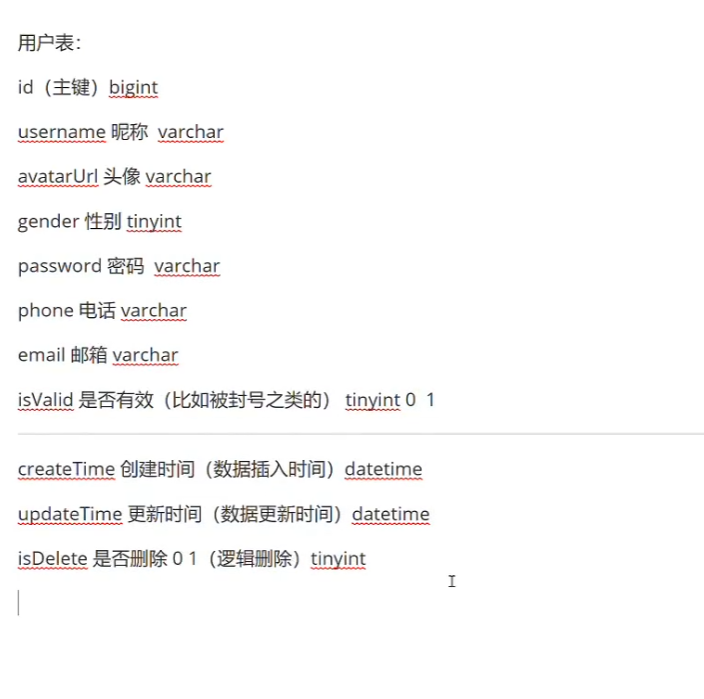 用户表：
id（主键）bigint
username 昵称 varchar
avatarUrl 头像 varchar
gender 性别 tinyint
password 密码 varchar
phone 电话 varchar
email 邮箱 varchar
isValid 是否有效（比如被封号之类的） tinyint 0 1
createTime 创建时间（数据插入时间）datetime
updateTime 更新时间（数据更新时间）datetime
isDelete 是否删除 0 1（逻辑删除）tinyint